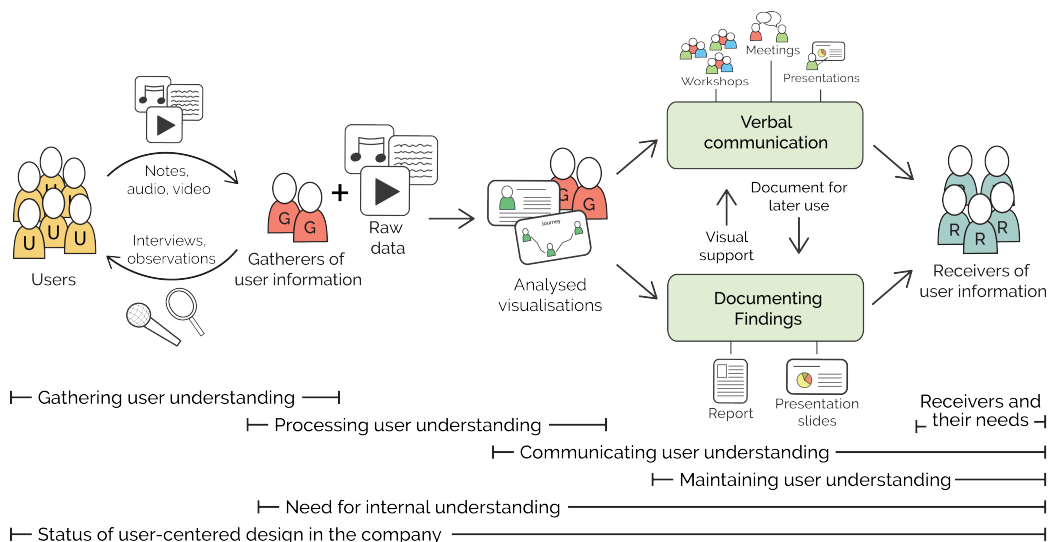 Workshops
Meetings
Presentations
Verbal
communication
Notes,
audio, video
Interviews,
observations
U
U
U
U
U
Users
G
G
+
Raw
data
Gatherers of
user information
G
G
Journey
Analysed
visualisations
Document for
later use
Visual
support
Documenting
Findings
Report
Presentation
slides
R
R
R
Receivers of
user information
Gathering user understanding
Processing user understanding
Receivers and
their needs
Communicating user understanding
Maintaining user understanding
Need for internal understanding
Status of user-centered design in the company